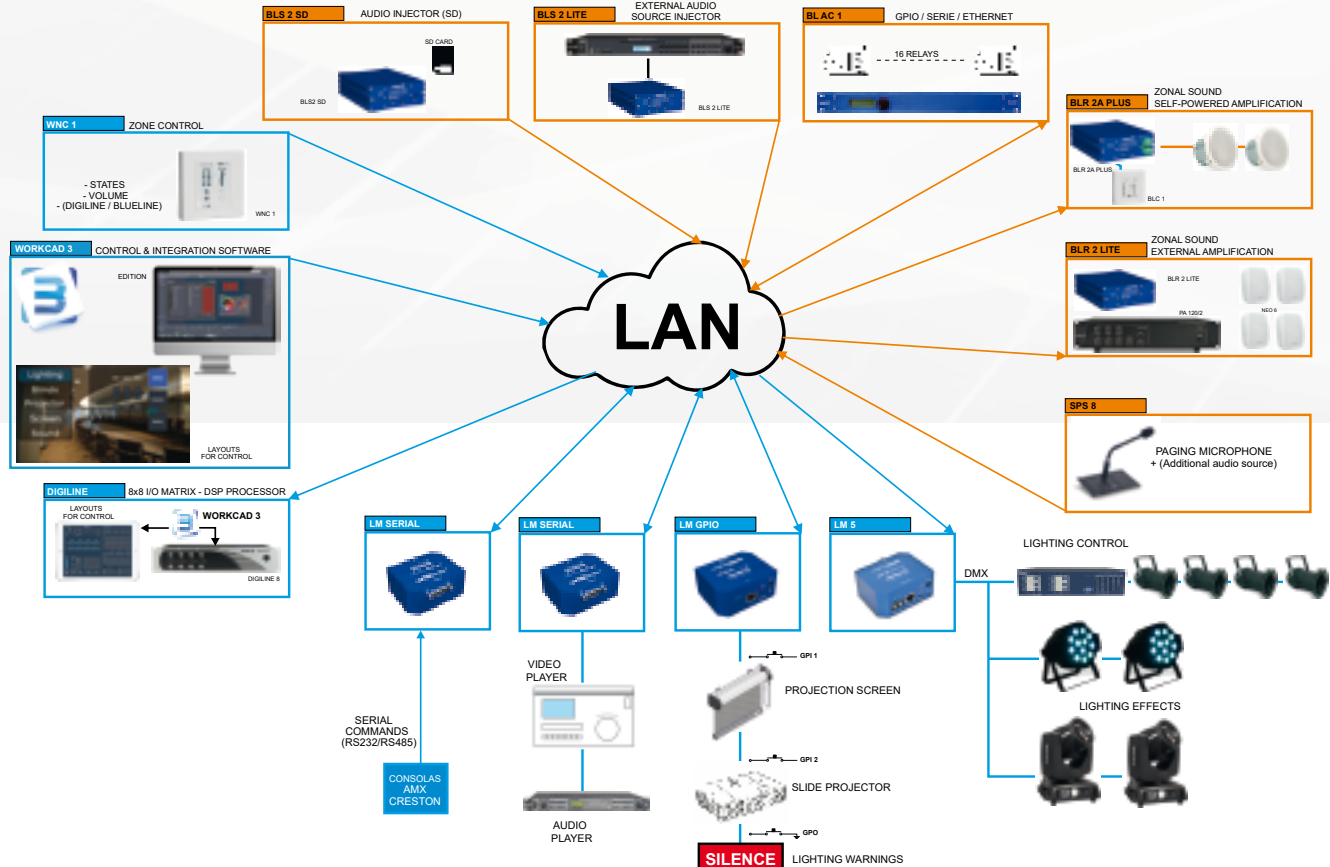 BLS 2 SD
AUDIO INJECTOR (SD)
SD CARD
BLS2 SD
BLS 2 LITE
EXTERNAL AUDIO
SOURCE INJECTOR
BLS 2 LITE
BL AC 1
GPIO / SERIE / ETHERNET
16 RELAYS
BLR 2A PLUS
ZONAL SOUND
SELF-POWERED AMPLIFICATION
BLR 2A PLUS
BLC 1
WNC 1
ZONE CONTROL
- STATES
- VOLUME
- (DIGILINE / BLUELINE)
WNC 1
WORKCAD 3
CONTROL & INTEGRATION SOFTWARE
EDITION
Lighting
Blinds
Projector
Screen
Sound
LAYOUTS
FOR CONTROL
LAN
BLR 2 LITE
ZONAL SOUND
EXTERNAL AMPLIFICATION
BLR 2 LITE
PA 120/2
NEO 6
SPS 8
PAGING MICROPHONE
+ (Additional audio source)
DIGILINE
8x8 I/O MATRIX - DSP PROCESSOR
LAYOUTS
FOR CONTROL
WORKCAD 3
DIGILINE 8
LM SERIAL
LM SERIAL
LM GPIO
LM 5
DMX
LIGHTING CONTROL
LIGHTING EFFECTS
SERIAL
COMMANDS
(RS232/RS485)
CONSOLAS
AMX
CRESTON
VIDEO
PLAYER
AUDIO
PLAYER
GPI 1
PROJECTION SCREEN
GPI 2
SLIDE PROJECTOR
GPO
SILENCE
LIGHTING WARNINGS